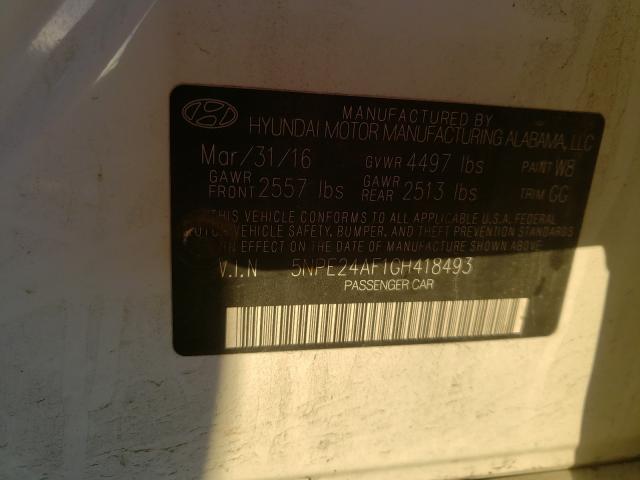 MANUFACTURED BY
HYUNDAI MOTOR MANUFACTURING ALABAMA, LLC
Mar/31/16 GVWR 4497 lbs PAINT W8
GAWR FRONT 2557 lbs GAWR REAR 2513 lbs TRIM GG
THIS VEHICLE CONFORMS TO ALL APPLICABLE U.S.A. FEDERAL
MOTOR VEHICLE SAFETY, BUMPER, AND THEFT PREVENTION STANDARDS
IN EFFECT ON THE DATE OF MANUFACTURE SHOWN ABOVE.
V.I.N 5NPE24AF1GH418493
PASSENGER CAR